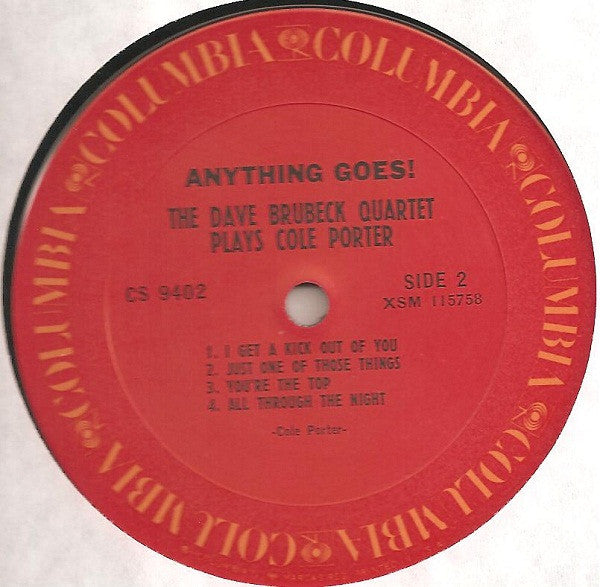 COLUMBIA COLUMBIA COLUMBIA COLUMBIA COLUMBIA COLUMBIA
ANYTHING GOES!
THE DAVE BRUBECK QUARTET
PLAYS COLE PORTER
CS 9402
SIDE 2
XSM 115758
1. I GET A KICK OUT OF YOU
2. JUST ONE OF THOSE THINGS
3. YOU'RE THE TOP
4. ALL THROUGH THE NIGHT
-Cole Porter-